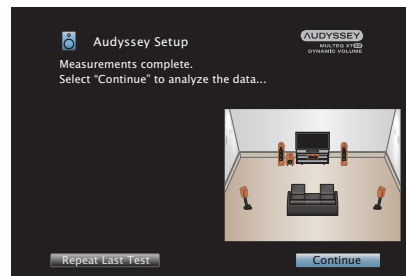 Audyssey Setup
AUDYSSEY
MULTEQ XT32
DYNAMIC VOLUME
Measurements complete.
Select “Continue” to analyze the data...
Repeat Last Test
Continue